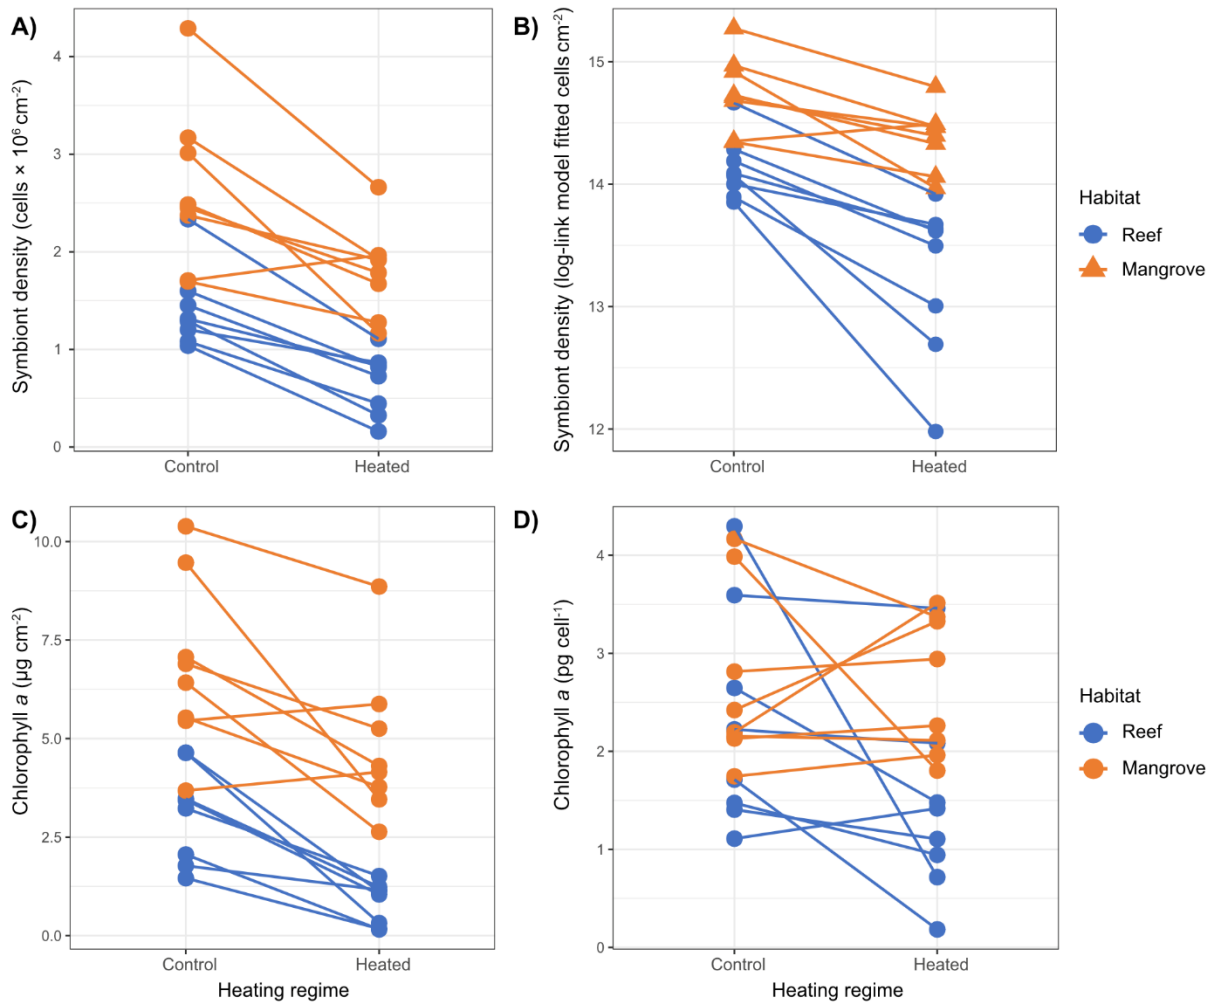 A)
Symbiont density (cells × 10⁶ cm⁻²)
4
3
2
1
0
Control
Heated
B)
Symbiont density (log-link model fitted cells cm⁻²)
15
14
13
12
Control
Heated
Habitat
Reef
Mangrove
C)
Chlorophyll a (µg cm⁻²)
10.0
7.5
5.0
2.5
0.0
Control
Heated
Heating regime
D)
Chlorophyll a (pg cell⁻¹)
4
3
2
1
0
Control
Heated
Heating regime
Habitat
Reef
Mangrove